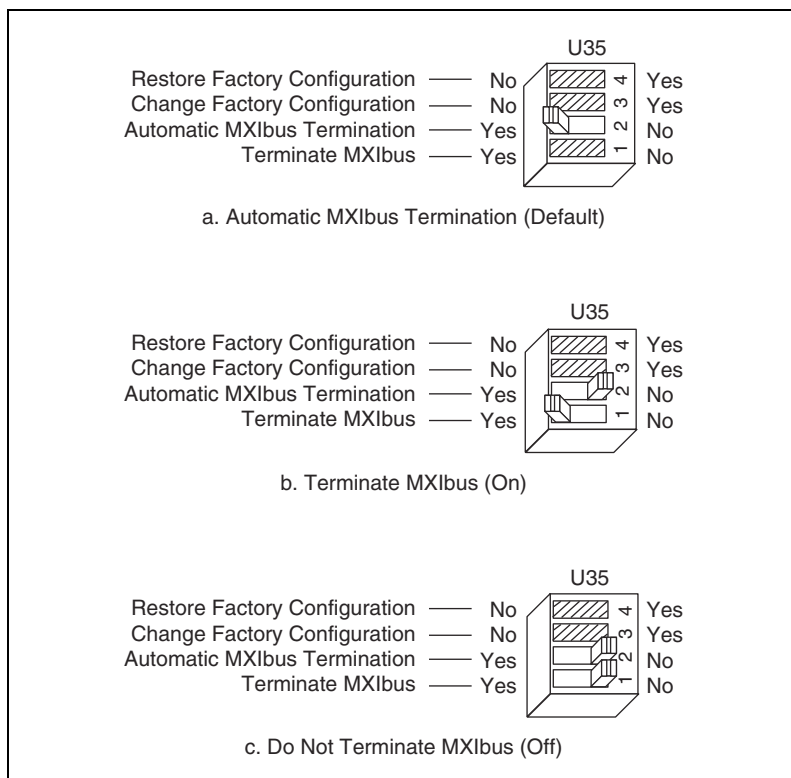 U35
Restore Factory Configuration No 4 Yes
Change Factory Configuration No 3 Yes
Automatic MXIbus Termination Yes 2 No
Terminate MXIbus Yes 1 No
a. Automatic MXIbus Termination (Default)
U35
Restore Factory Configuration No 4 Yes
Change Factory Configuration No 3 Yes
Automatic MXIbus Termination Yes 2 No
Terminate MXIbus Yes 1 No
b. Terminate MXIbus (On)
U35
Restore Factory Configuration No 4 Yes
Change Factory Configuration No 3 Yes
Automatic MXIbus Termination Yes 2 No
Terminate MXIbus Yes 1 No
c. Do Not Terminate MXIbus (Off)